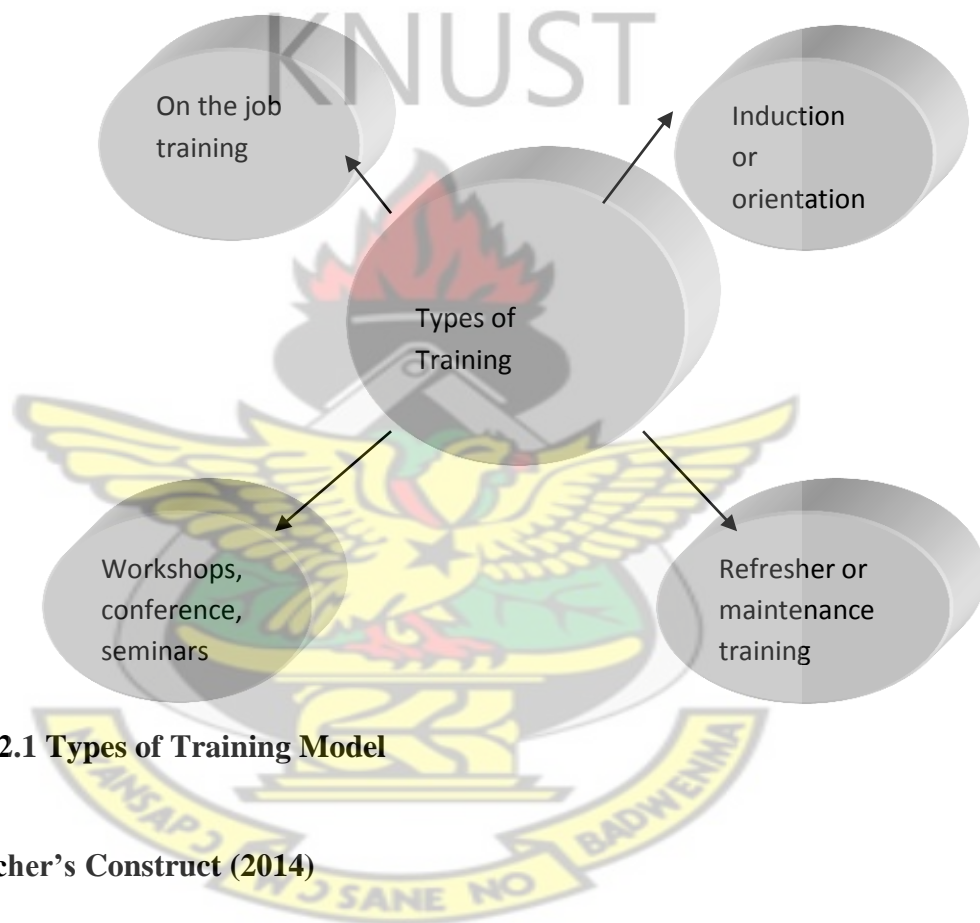 KNUST
On the job
training
Induction
or
orientation
Types of
Training
Workshops,
conference,
seminars
Refresher or
maintenance
training
2.1 Types of Training Model
cher’s Construct (2014)
W Ɔ SANE NO
BADWENMA